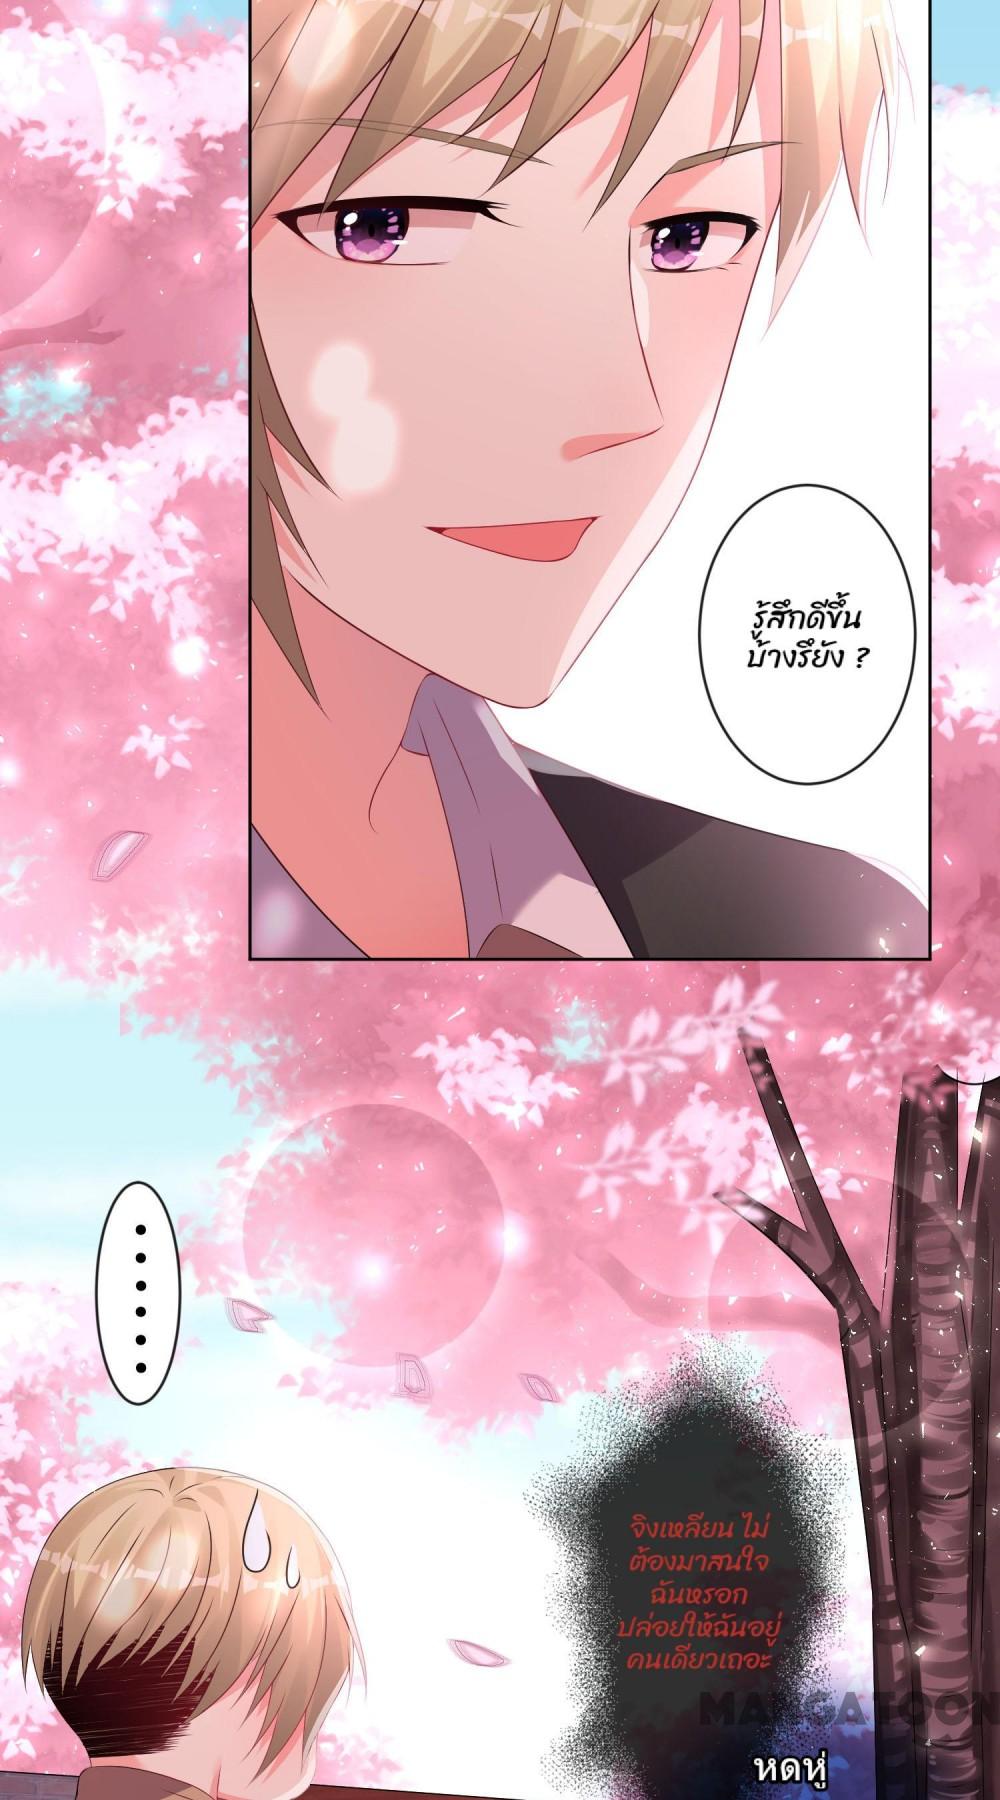 รู้สึกดีขึ้น
บ้างรึยัง ?
......
จิงเหลียน ไม่
ต้องมาสนใจ
ฉันหรอก
ปล่อยให้ฉันอยู่
คนเดียวเถอะ
MANGATOON
หดหู่